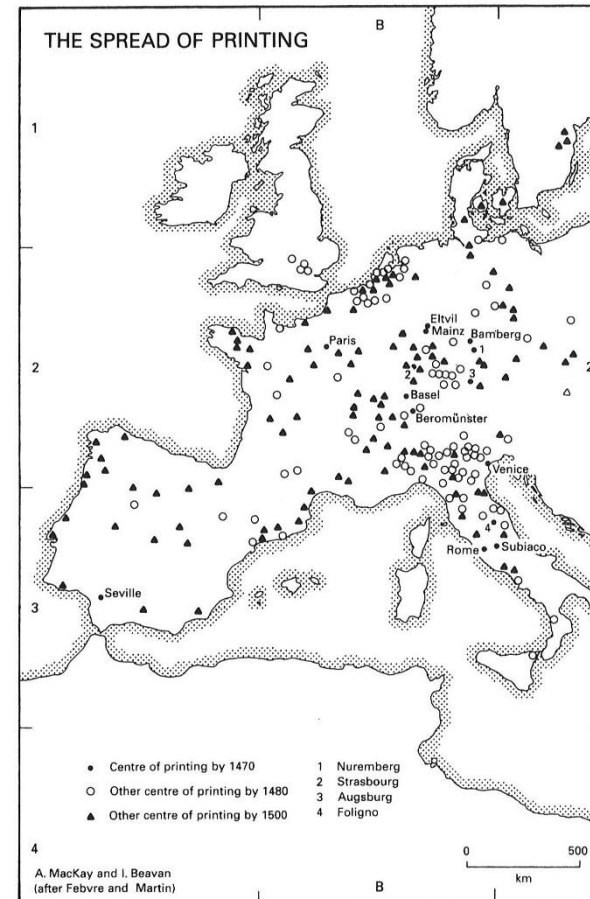 THE SPREAD OF PRINTING
B
1
Eltvil
Mainz
Bamberg
Paris
1
2
2
3
2
Basel
Beromünster
Venice
4
Rome
Subiaco
Seville
3
Centre of printing by 1470
Other centre of printing by 1480
Other centre of printing by 1500
1 Nuremberg
2 Strasbourg
3 Augsburg
4 Foligno
4
A. MacKay and I. Beavan
(after Febvre and Martin)
B
0 500
km